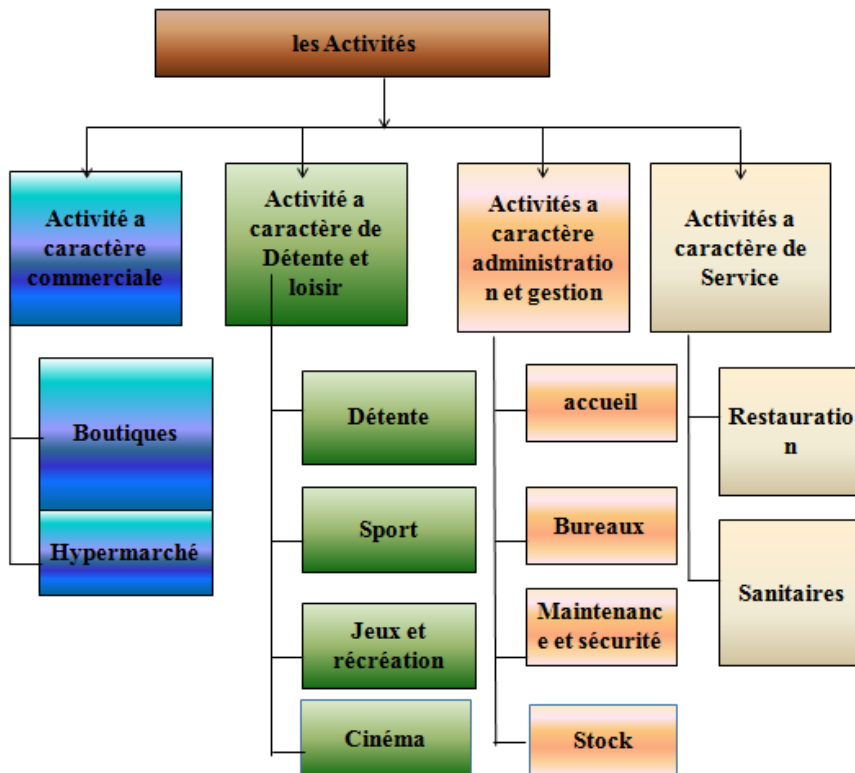 les Activités
Activité a
caractère
commerciale
Activité a
caractère de
Détente et
loisir
Activités a
caractère
administratio
n et gestion
Activités a
caractère de
Service
Boutiques
Hypermarché
Détente
Sport
Jeux et
récréation
Cinéma
accueil
Bureaux
Maintenanc
e et sécurité
Stock
Restauratio
n
Sanitaires